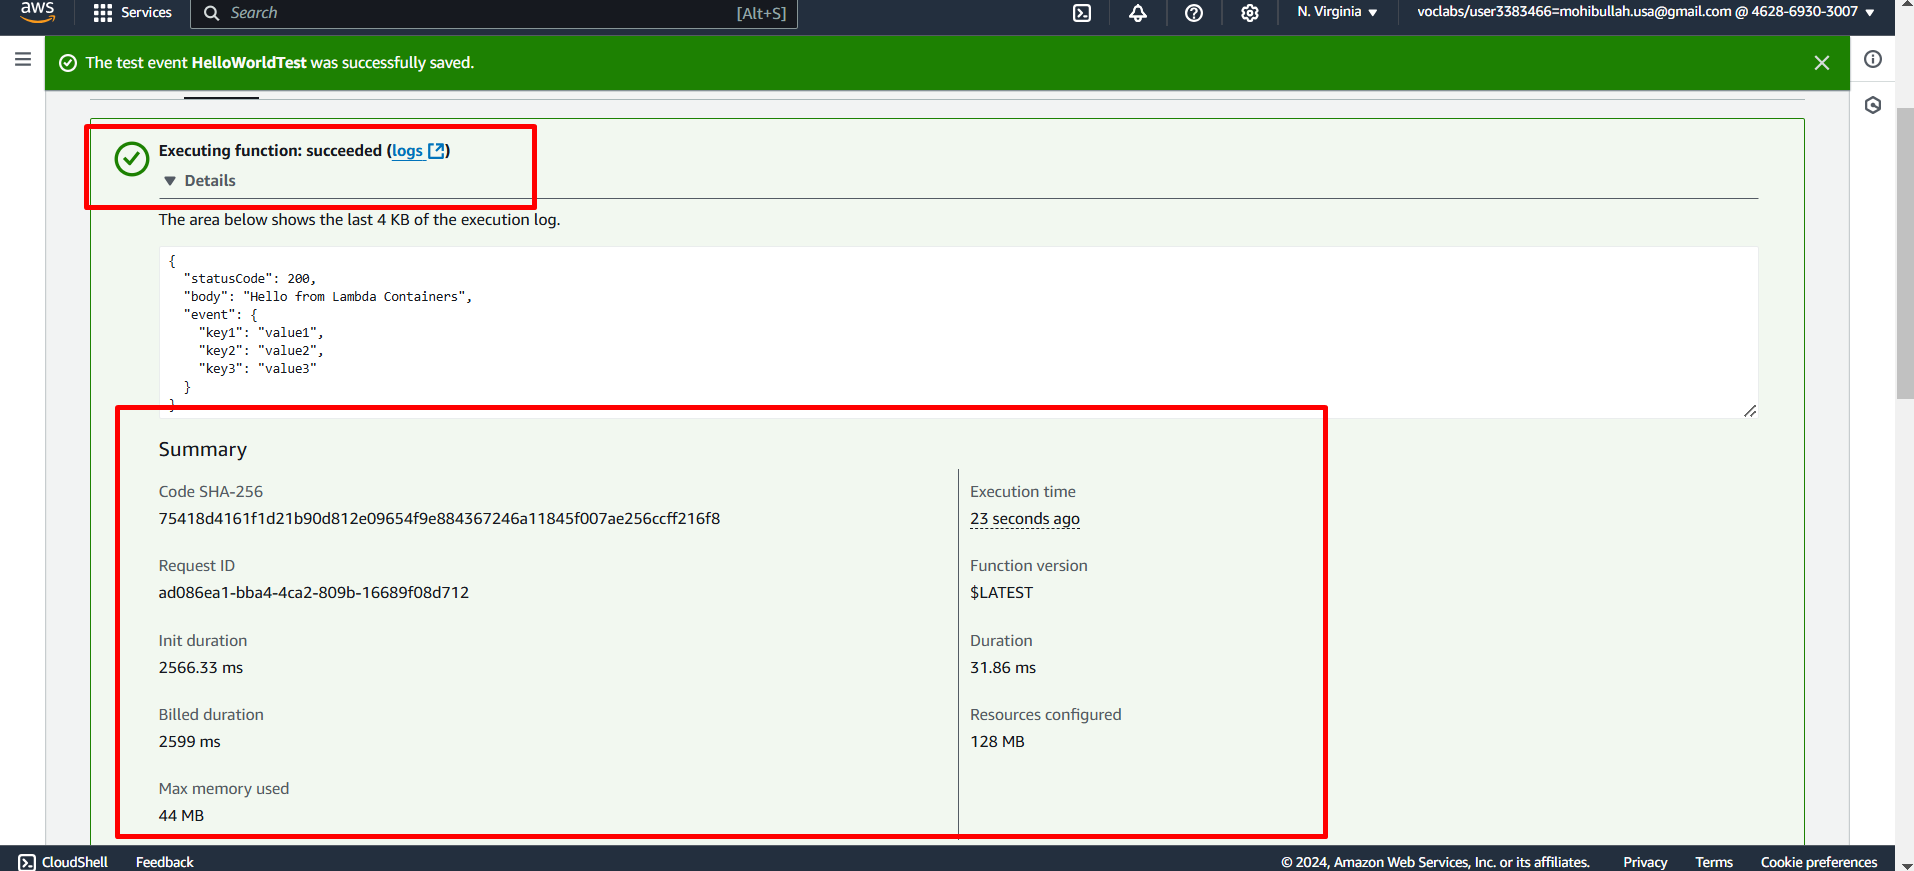 aws
Services
Search
[Alt+S]
N. Virginia
voclabs/user3383466=mohibullah.usa@gmail.com @ 4628-6930-3007
The test event HelloWorldTest was successfully saved.
Executing function: succeeded (logs)
Details
The area below shows the last 4 KB of the execution log.
{
  "statusCode": 200,
  "body": "Hello from Lambda Containers",
  "event": {
    "key1": "value1",
    "key2": "value2",
    "key3": "value3"
  }
}
Summary
Code SHA-256
75418d4161f1d21b90d812e09654f9e884367246a11845f007ae256ccff216f8
Execution time
23 seconds ago
Request ID
ad086ea1-bba4-4ca2-809b-16689f08d712
Function version
$LATEST
Init duration
2566.33 ms
Duration
31.86 ms
Billed duration
2599 ms
Resources configured
128 MB
Max memory used
44 MB
CloudShell
Feedback
© 2024, Amazon Web Services, Inc. or its affiliates.
Privacy
Terms
Cookie preferences